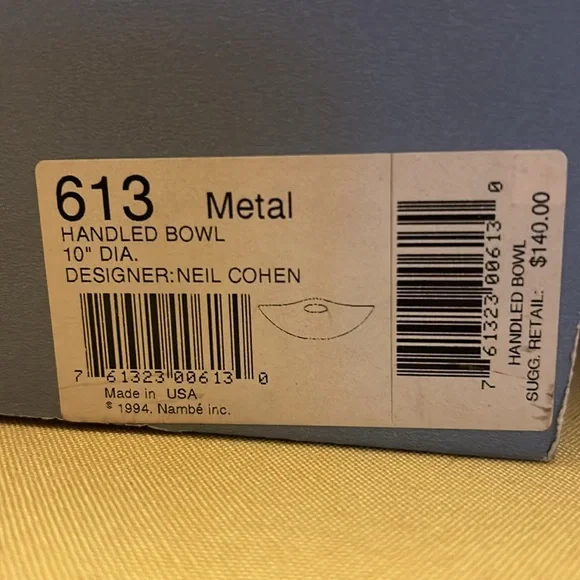 613 Metal
HANDLED BOWL
10" DIA.
DESIGNER:NEIL COHEN
7 61323 00613 0
Made in USA
© 1994. Nambé inc.
7 61323 00613 0
HANDLED BOWL
SUGG. RETAIL: $140.00